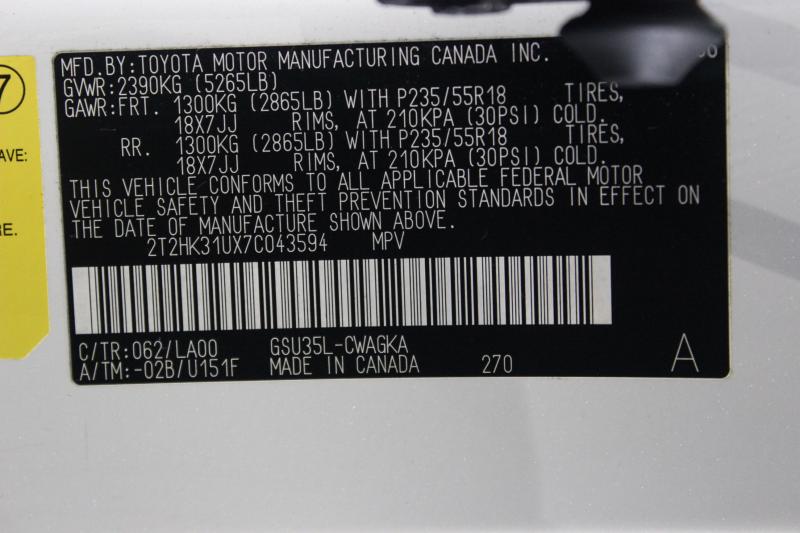 MFD.BY:TOYOTA MOTOR MANUFACTURING CANADA INC.
GVWR:2390KG (5265LB)
GAWR:FRT. 1300KG (2865LB) WITH P235/55R18 TIRES,
18X7JJ RIMS, AT 210KPA (30PSI) COLD.
RR. 1300KG (2865LB) WITH P235/55R18 TIRES,
18X7JJ RIMS, AT 210KPA (30PSI) COLD.
THIS VEHICLE CONFORMS TO ALL APPLICABLE FEDERAL MOTOR
VEHICLE SAFETY AND THEFT PREVENTION STANDARDS IN EFFECT ON
THE DATE OF MANUFACTURE SHOWN ABOVE.
2T2HK31UX7C043594 MPV
C/TR:062/LA00 GSU35L-CWAGKA
A/TM:-02B/U151F MADE IN CANADA 270
A
7
AVE:
RE.